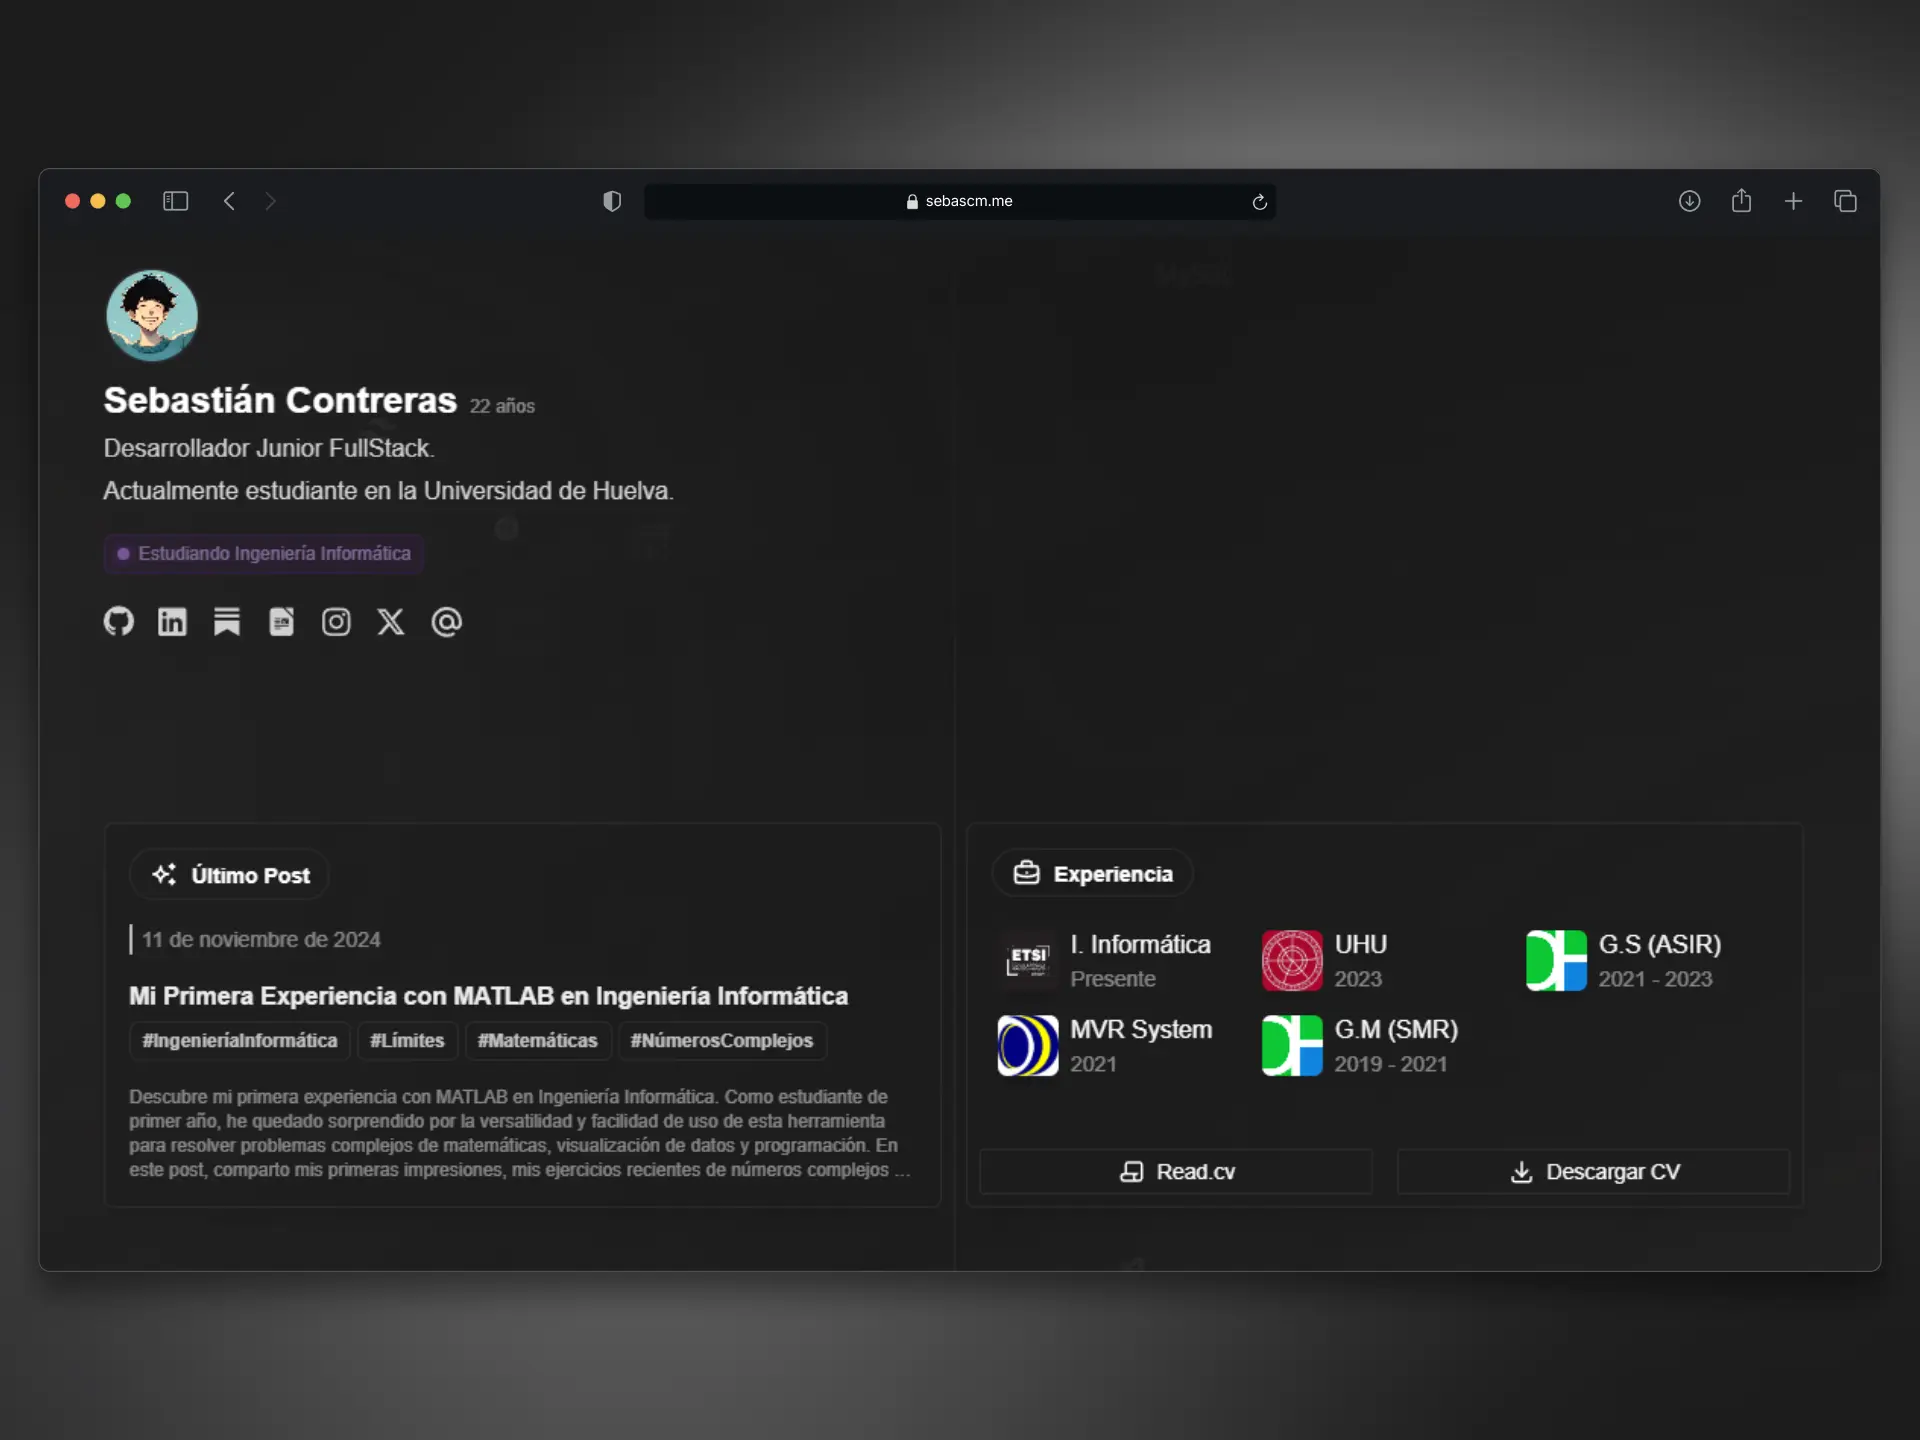 sebascm.me
Sebastián Contreras 22 años
Desarrollador Junior FullStack.
Actualmente estudiante en la Universidad de Huelva.
Estudiando Ingeniería Informática
Último Post
11 de noviembre de 2024
Mi Primera Experiencia con MATLAB en Ingeniería Informática
#IngenieríaInformática #Límites #Matemáticas #NúmerosComplejos
Descubre mi primera experiencia con MATLAB en Ingeniería Informática. Como estudiante de
primer año, he quedado sorprendido por la versatilidad y facilidad de uso de esta herramienta
para resolver problemas complejos de matemáticas, visualización de datos y programación. En
este post, comparto mis primeras impresiones, mis ejercicios recientes de números complejos ...
Experiencia
ETSI
I. Informática
Presente
UHU
2023
G.S (ASIR)
2021 - 2023
MVR System
2021
G.M (SMR)
2019 - 2021
Read.cv
Descargar CV